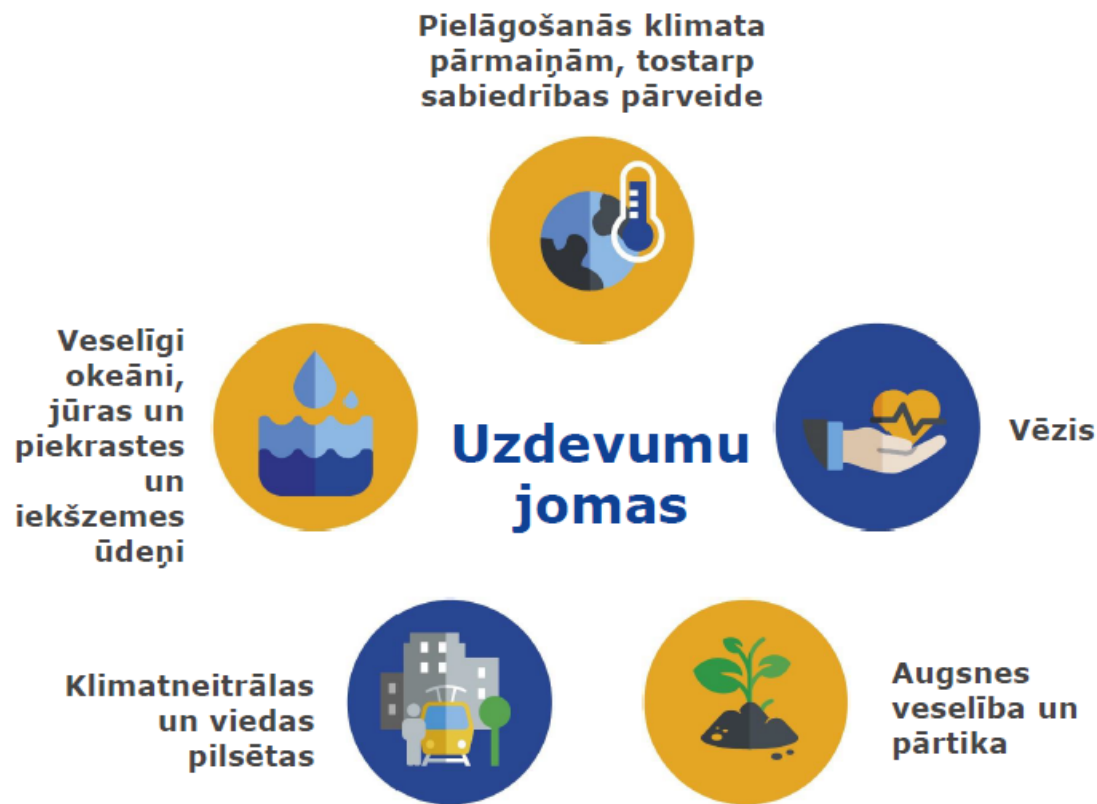 Pielāgošanās klimata
pārmaiņām, tostarp
sabiedrības pārveide
Veselīgi
okeāni,
jūras un
piekrastes
un
iekšzemes
ūdeņi
Uzdevumu
jomas
Vēzis
Klimatneitrālas
un viedas
pilsētas
Augsnes
veselība un
pārtika